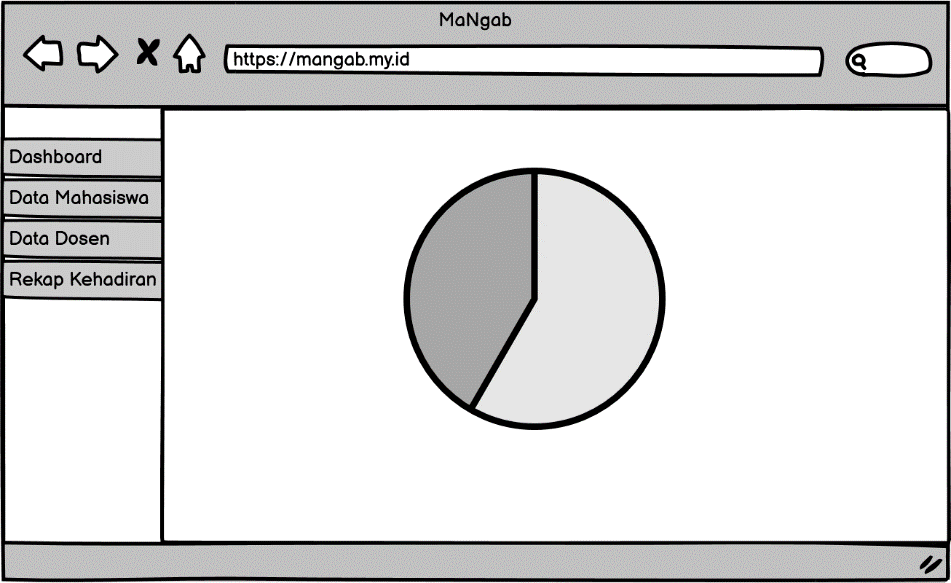 MaNgab
https://mangab.my.id
Dashboard
Data Mahasiswa
Data Dosen
Rekap Kehadiran